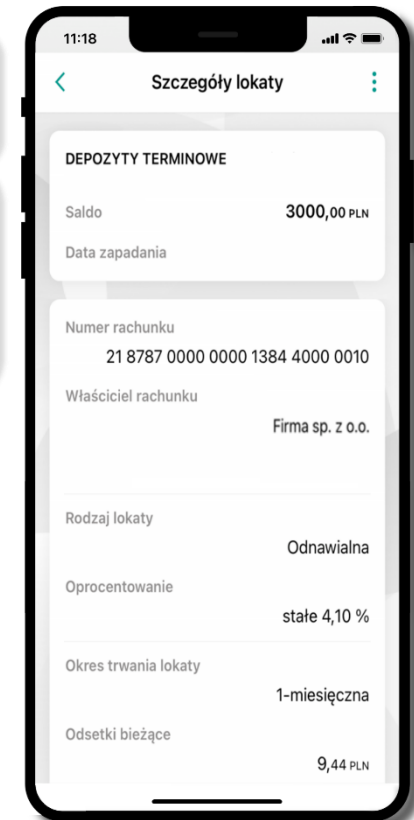 11:18
Szczegóły lokaty
DEPOZYTY TERMINOWE
Saldo 3000,00 PLN
Data zapadania
Numer rachunku
21 8787 0000 0000 1384 4000 0010
Właściciel rachunku
Firma sp. z o.o.
Rodzaj lokaty
Odnawialna
Oprocentowanie
stałe 4,10 %
Okres trwania lokaty
1-miesięczna
Odsetki bieżące
9,44 PLN